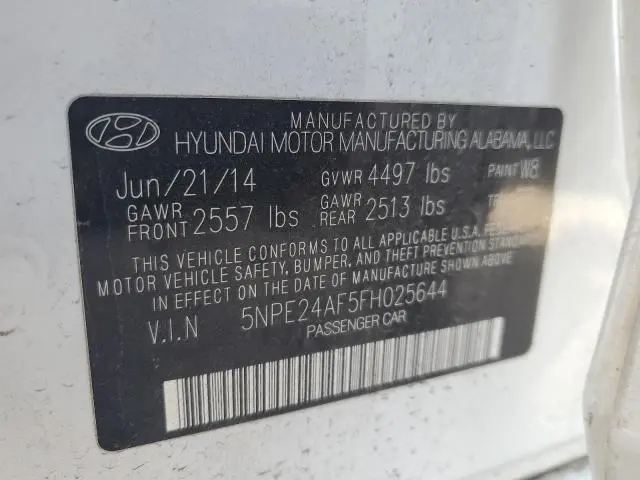 MANUFACTURED BY
HYUNDAI MOTOR MANUFACTURING ALABAMA, LLC
Jun/21/14 GVWR 4497 lbs PAINT W8
GAWR FRONT 2557 lbs GAWR REAR 2513 lbs
THIS VEHICLE CONFORMS TO ALL APPLICABLE U.S.A.
MOTOR VEHICLE SAFETY, BUMPER, AND THEFT PREVENTION
STANDARDS IN EFFECT ON THE DATE OF MANUFACTURE SHOWN ABOVE
V.I.N 5NPE24AF5FH025644
PASSENGER CAR